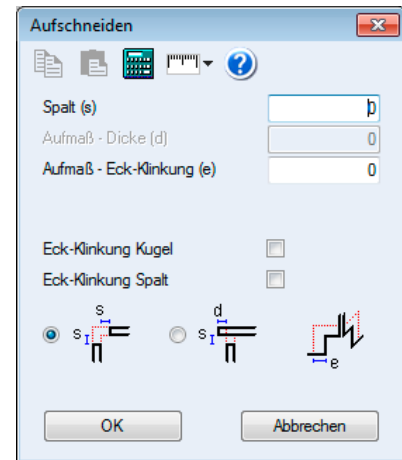 Aufschneiden
Spalt (s) 0
Aufmaß - Dicke (d) 0
Aufmaß - Eck-Klinkung (e) 0
Eck-Klinkung Kugel
Eck-Klinkung Spalt
s d
s s
e
OK Abbrechen